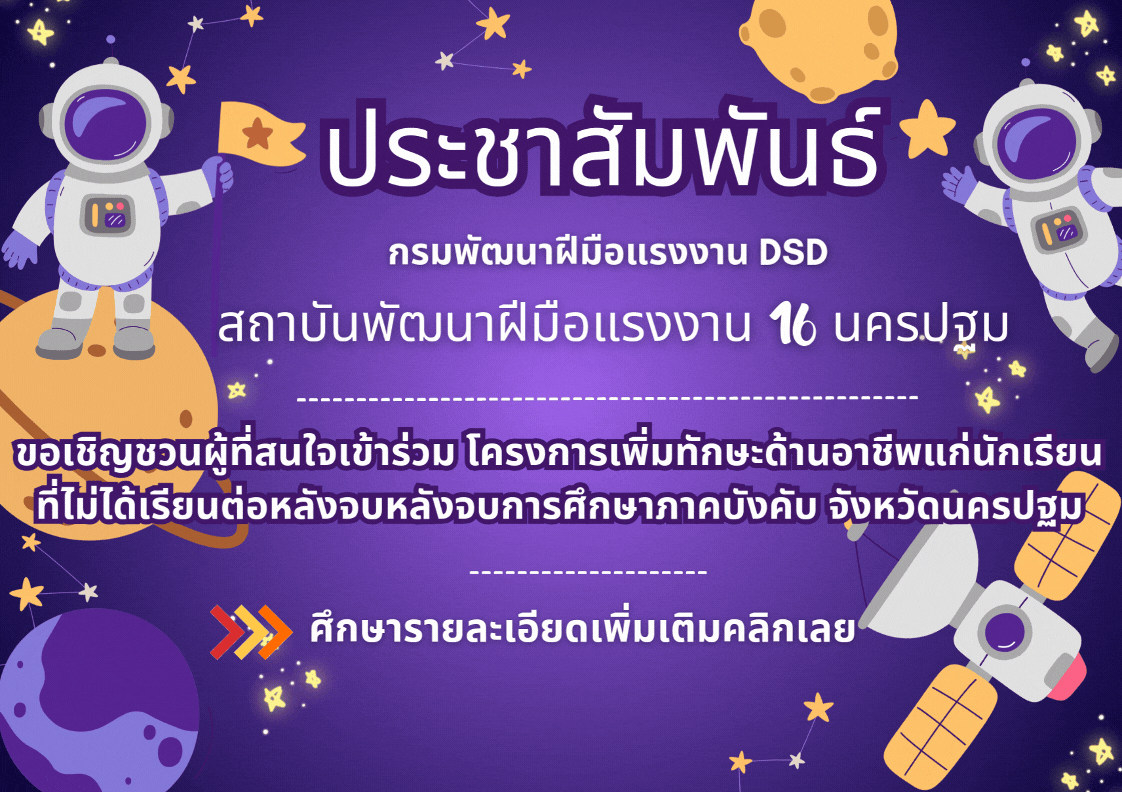 ประชาสัมพันธ์
กรมพัฒนาฝีมือแรงงาน DSD
สถาบันพัฒนาฝีมือแรงงาน 16 นครปฐม
ขอเชิญชวนผู้ที่สนใจเข้าร่วม โครงการเพิ่มทักษะด้านอาชีพแก่นักเรียน
ที่ไม่ได้เรียนต่อหลังจบหลังจบการศึกษาภาคบังคับ จังหวัดนครปฐม
ศึกษารายละเอียดเพิ่มเติมคลิกเลย